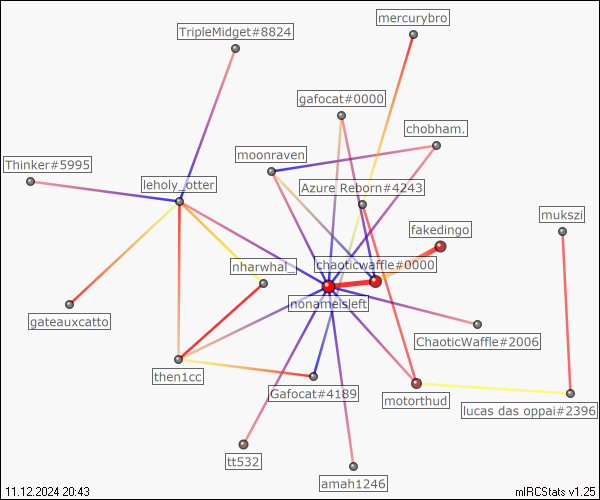 mercurybro
TripleMidget#8824
gafocat#0000
chobham.
moonraven
Thinker#5995
leholy_otter
Azure Reborn#4243
mukszi
fakedingo
nharwhal_
chaoticwaffle#0000
nonameisleft
gateauxcatto
ChaoticWaffle#2006
then1cc
Gafocat#4189
motorthud
lucas das oppai#2396
tt532
amah1246
11.12.2024 20:43
mIRCStats v1.25